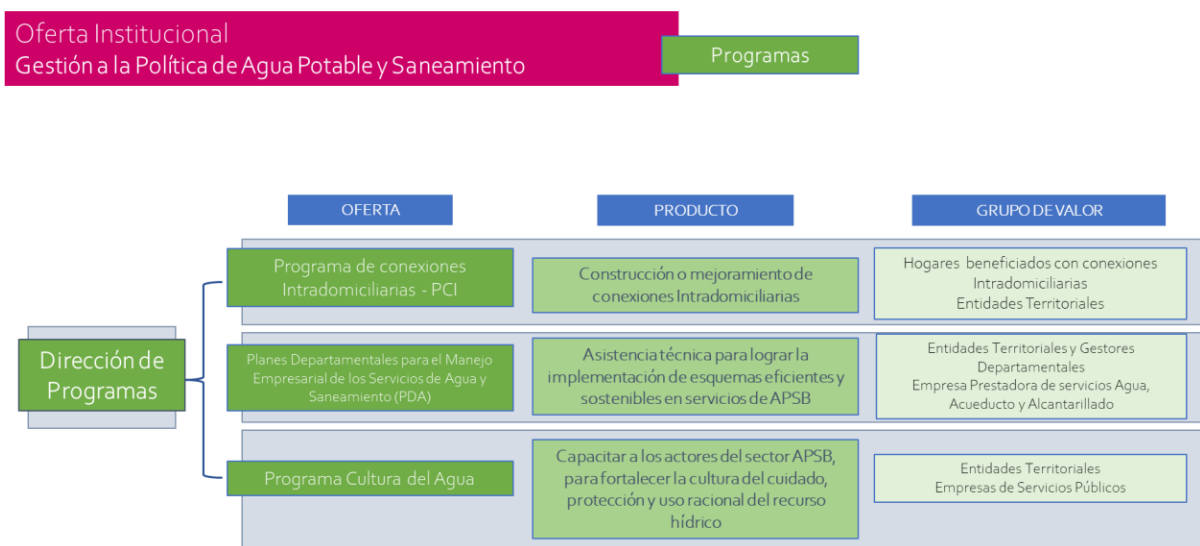 Oferta Institucional
Gestión a la Política de Agua Potable y Saneamiento
Programas
OFERTA
PRODUCTO
GRUPO DE VALOR
Dirección de
Programas
Programa de conexiones
Intradomiciliarias - PCI
Construcción o mejoramiento de
conexiones Intradomiciliarias
Hogares beneficiados con conexiones
Intradomiciliarias
Entidades Territoriales
Planes Departamentales para el Manejo
Empresarial de los Servicios de Agua y
Saneamiento (PDA)
Asistencia técnica para lograr la
implementación de esquemas eficientes y
sostenibles en servicios de APSB
Entidades Territoriales y Gestores
Departamentales
Empresa Prestadora de servicios Agua,
Acueducto y Alcantarillado
Programa Cultura del Agua
Capacitar a los actores del sector APSB,
para fortalecer la cultura del cuidado,
protección y uso racional del recurso
hídrico
Entidades Territoriales
Empresas de Servicios Públicos